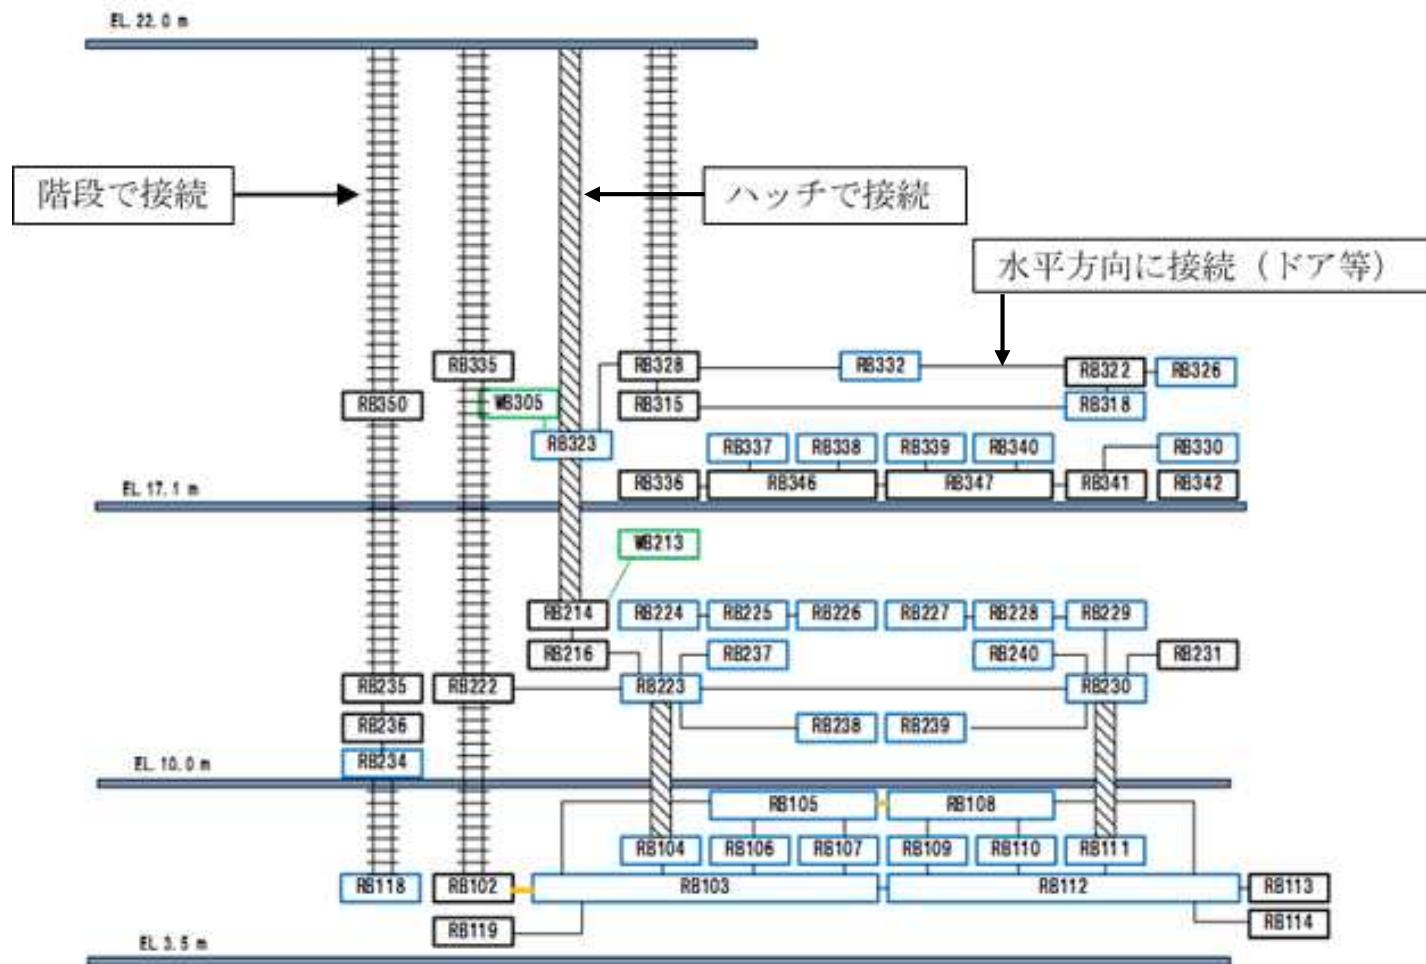 EL. 22.0 m
階段で接続
ハッチで接続
水平方向に接続（ドア等）
RB335
RB328
RB332
RB322
RB326
RB350
WB305
RB315
RB318
RB323
RB337
RB338
RB339
RB340
RB330
RB336
RB346
RB347
RB341
RB342
EL. 17.1 m
WB213
RB214
RB224
RB225
RB226
RB227
RB228
RB229
RB216
RB237
RB240
RB231
RB235
RB222
RB223
RB230
RB236
RB238
RB239
RB234
EL. 10.0 m
RB105
RB108
RB104
RB106
RB107
RB109
RB110
RB111
RB118
RB102
RB103
RB112
RB113
RB119
RB114
EL 3.5 m